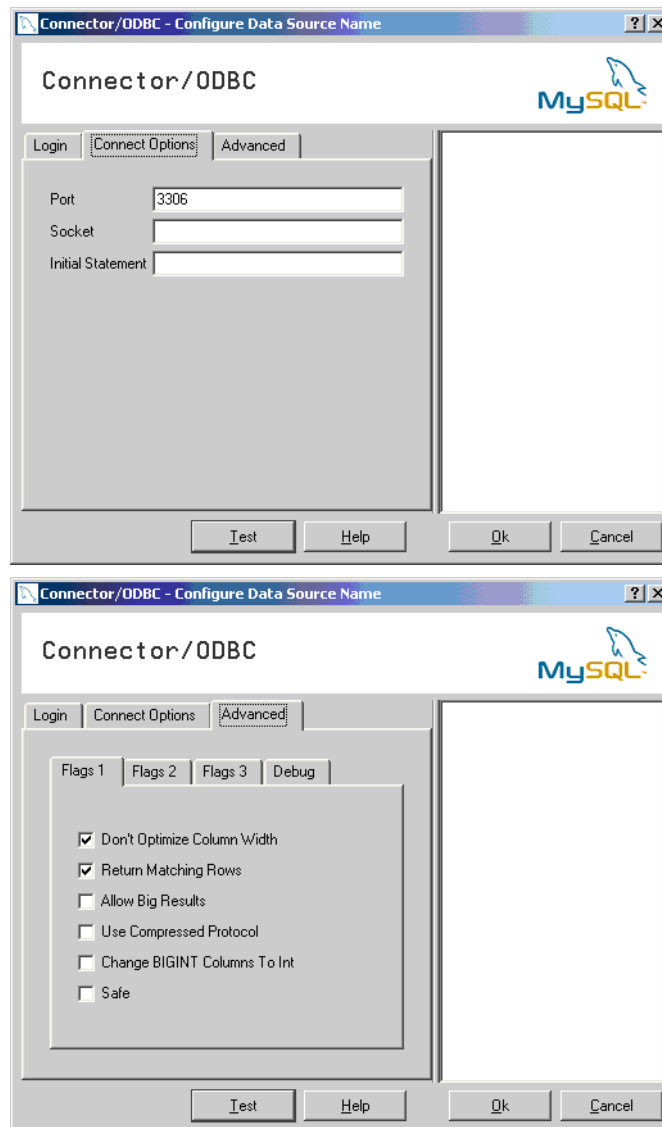 Connector/ODBC - Configure Data Source Name
Connector/ODBC
MySQL
Login Connect Options Advanced
Port 3306
Socket
Initial Statement
Test Help Ok Cancel
Connector/ODBC - Configure Data Source Name
Connector/ODBC
MySQL
Login Connect Options Advanced
Flags 1 Flags 2 Flags 3 Debug
Don't Optimize Column Width
Return Matching Rows
Allow Big Results
Use Compressed Protocol
Change BIGINT Columns To Int
Safe
Test Help Ok Cancel